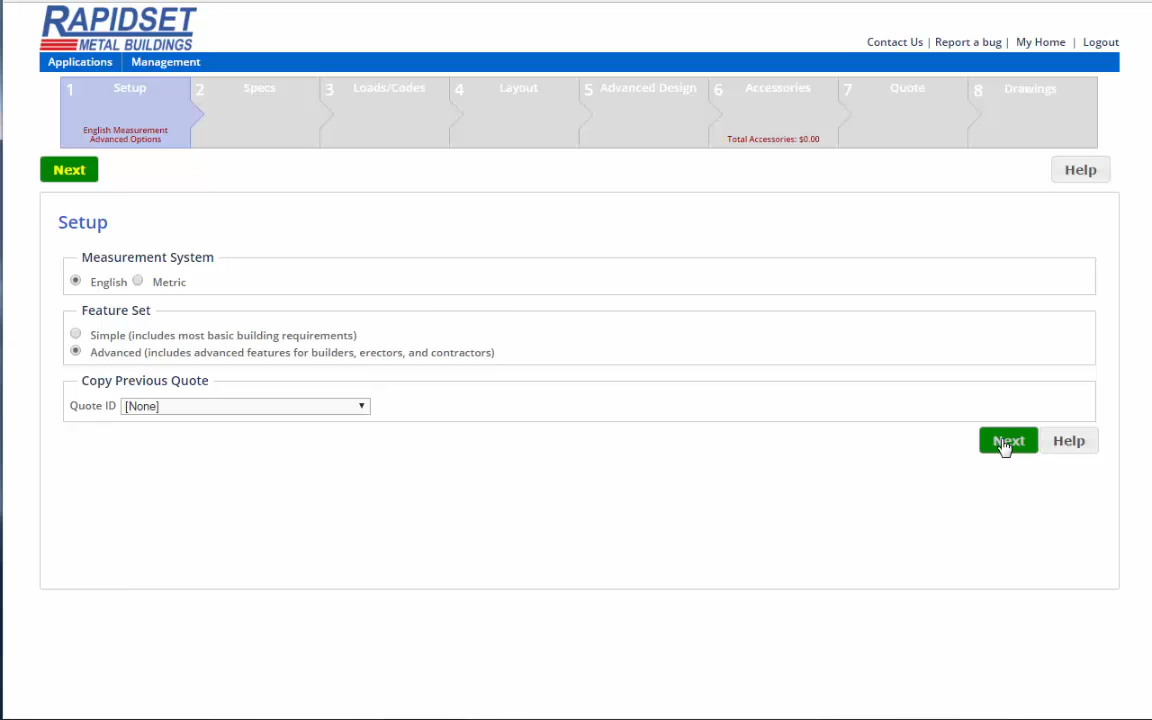 RAPIDSET
METAL BUILDINGS
Contact Us | Report a bug | My Home | Logout
Applications Management
1 Setup 2 Specs 3 Loads/Codes 4 Layout 5 Advanced Design 6 Accessories 7 Quote 8 Drawings
English Measurement
Advanced Options Total Accessories: $0.00
Next Help
Setup
Measurement System
English Metric
Feature Set
Simple (includes most basic building requirements)
Advanced (includes advanced features for builders, erectors, and contractors)
Copy Previous Quote
Quote ID [None]
Next Help